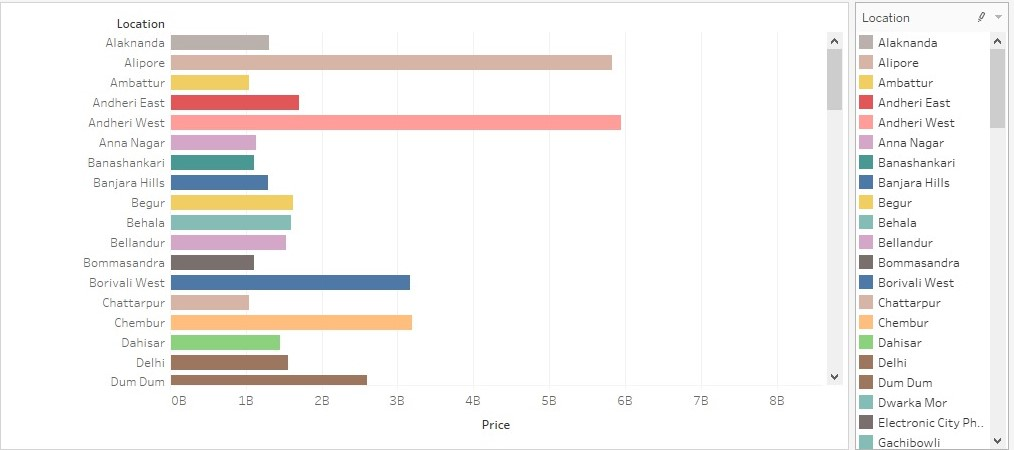 Location
Alaknanda
Alipore
Ambattur
Andheri East
Andheri West
Anna Nagar
Banashankari
Banjara Hills
Begur
Behala
Bellandur
Bommasandra
Borivali West
Chattarpur
Chembur
Dahisar
Delhi
Dum Dum
0B 1B 2B 3B 4B 5B 6B 7B 8B
Price
Location
Alaknanda
Alipore
Ambattur
Andheri East
Andheri West
Anna Nagar
Banashankari
Banjara Hills
Begur
Behala
Bellandur
Bommasandra
Borivali West
Chattarpur
Chembur
Dahisar
Delhi
Dum Dum
Dwarka Mor
Electronic City Ph..
Gachibowli